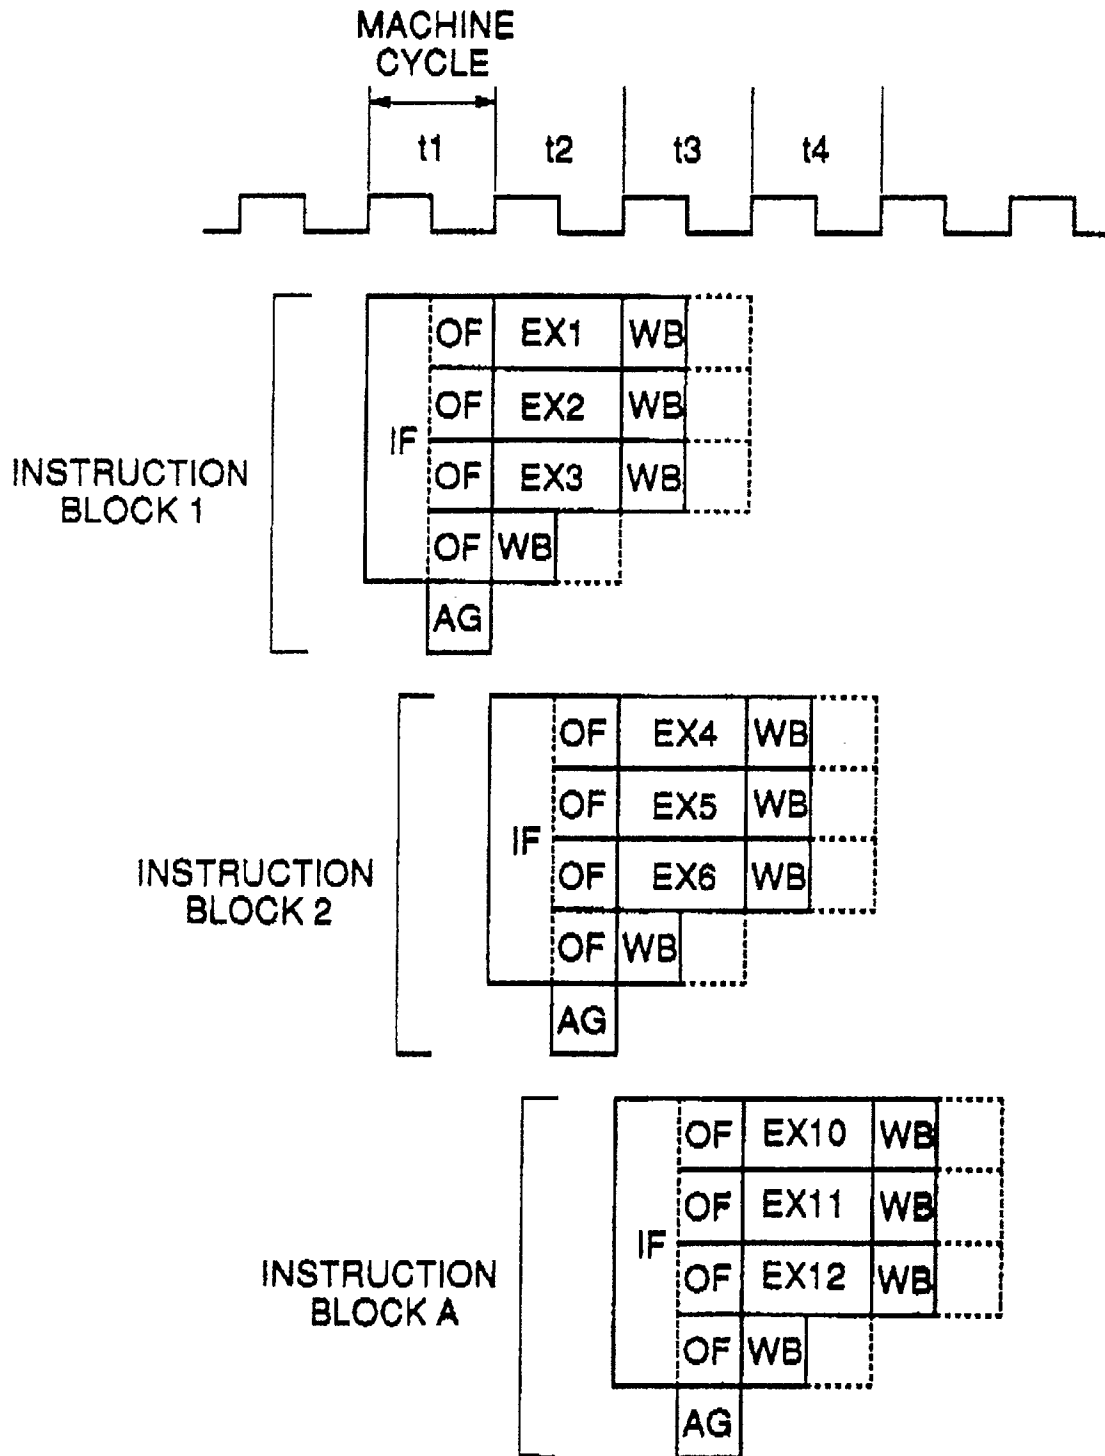 MACHINE
CYCLE
t1 t2 t3 t4
OF EX1 WB
OF EX2 WB
IF
OF EX3 WB
INSTRUCTION
BLOCK 1
OF WB
AG
OF EX4 WB
OF EX5 WB
IF
OF EX6 WB
INSTRUCTION
BLOCK 2
OF WB
AG
OF EX10 WB
OF EX11 WB
IF
OF EX12 WB
INSTRUCTION
BLOCK A
OF WB
AG